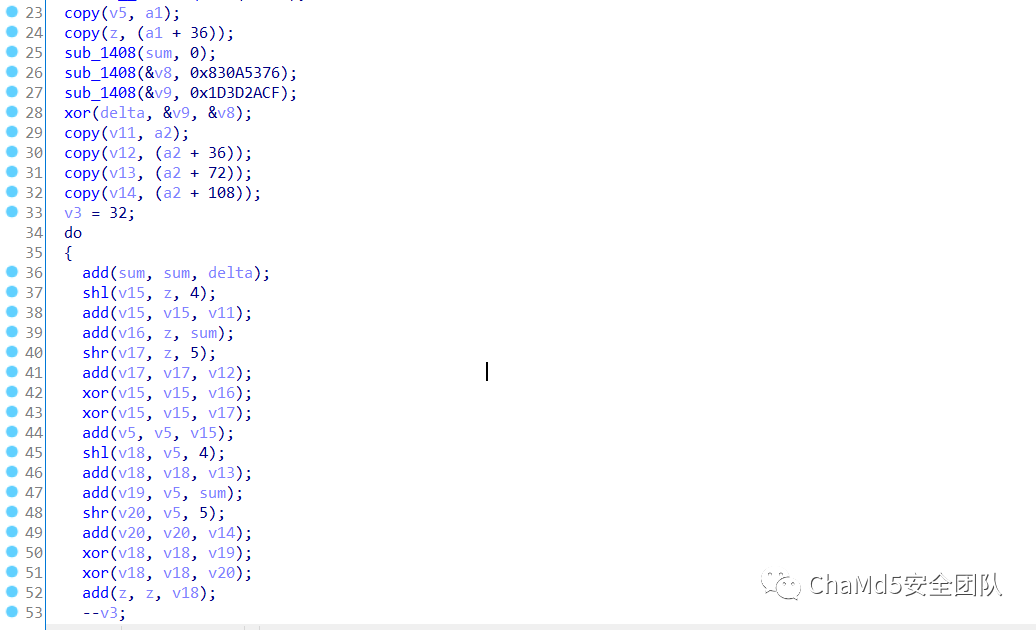 23 copy(v5, a1);
24 copy(z, (a1 + 36));
25 sub_1408(sum, 0);
26 sub_1408(&v8, 0x830A5376);
27 sub_1408(&v9, 0x1D3D2ACF);
28 xor(delta, &v9, &v8);
29 copy(v11, a2);
30 copy(v12, (a2 + 36));
31 copy(v13, (a2 + 72));
32 copy(v14, (a2 + 108));
33 v3 = 32;
34 do
35 {
36 add(sum, sum, delta);
37 shl(v15, z, 4);
38 add(v15, v15, v11);
39 add(v16, z, sum);
40 shr(v17, z, 5);
41 add(v17, v17, v12);
42 xor(v15, v15, v16);
43 xor(v15, v15, v17);
44 add(v5, v5, v15);
45 shl(v18, v5, 4);
46 add(v18, v18, v13);
47 add(v19, v5, sum);
48 shr(v20, v5, 5);
49 add(v20, v20, v14);
50 xor(v18, v18, v19);
51 xor(v18, v18, v20);
52 add(z, z, v18);
53 --v3;
ChaMd5安全团队